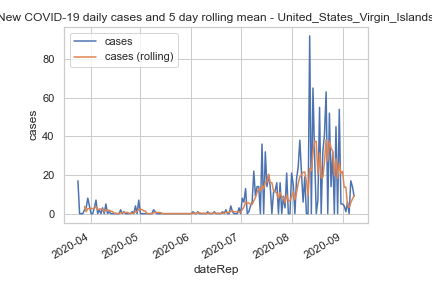 New COVID-19 daily cases and 5 day rolling mean - United_States_Virgin_Islands
cases
cases (rolling)
cases
80
60
40
20
0
2020-04
2020-05
2020-06
2020-07
2020-08
2020-09
dateRep